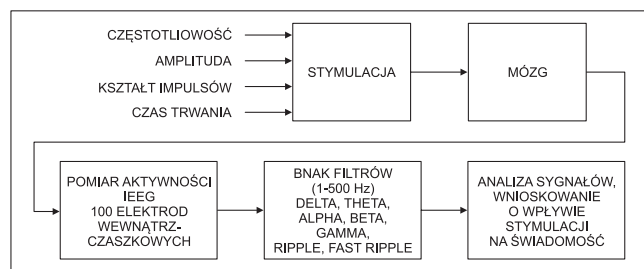 CZĘSTOTLIOWOŚĆ
AMPLITUDA
KSZTAŁT IMPULSÓW
CZAS TRWANIA
STYMULACJA
MÓZG
POMIAR AKTYWNOŚCI
IEEG
100 ELEKTROD
WEWNĄTRZ-
CZASZKOWYCH
BNAK FILTRÓW
(1-500 Hz)
DELTA, THETA,
ALPHA, BETA,
GAMMA,
RIPPLE, FAST RIPPLE
ANALIZA SYGNAŁÓW,
WNIOSKOWANIE
O WPŁYWIE
STYMULACJI
NA ŚWIADOMOŚĆ